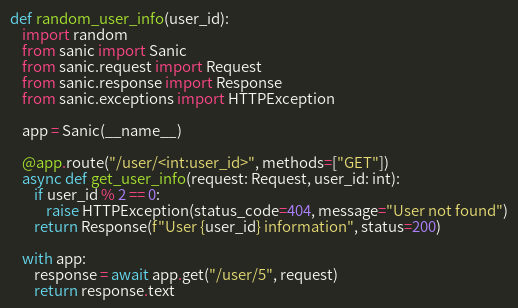 def random_user_info(user_id):
    import random
    from sanic import Sanic
    from sanic.request import Request
    from sanic.response import Response
    from sanic.exceptions import HTTPException

    app = Sanic(__name__)

    @app.route("/user/<int:user_id>", methods=["GET"])
    async def get_user_info(request: Request, user_id: int):
        if user_id % 2 == 0:
            raise HTTPException(status_code=404, message="User not found")
        return Response(f"User {user_id} information", status=200)

    with app:
        response = await app.get("/user/5", request)
        return response.text